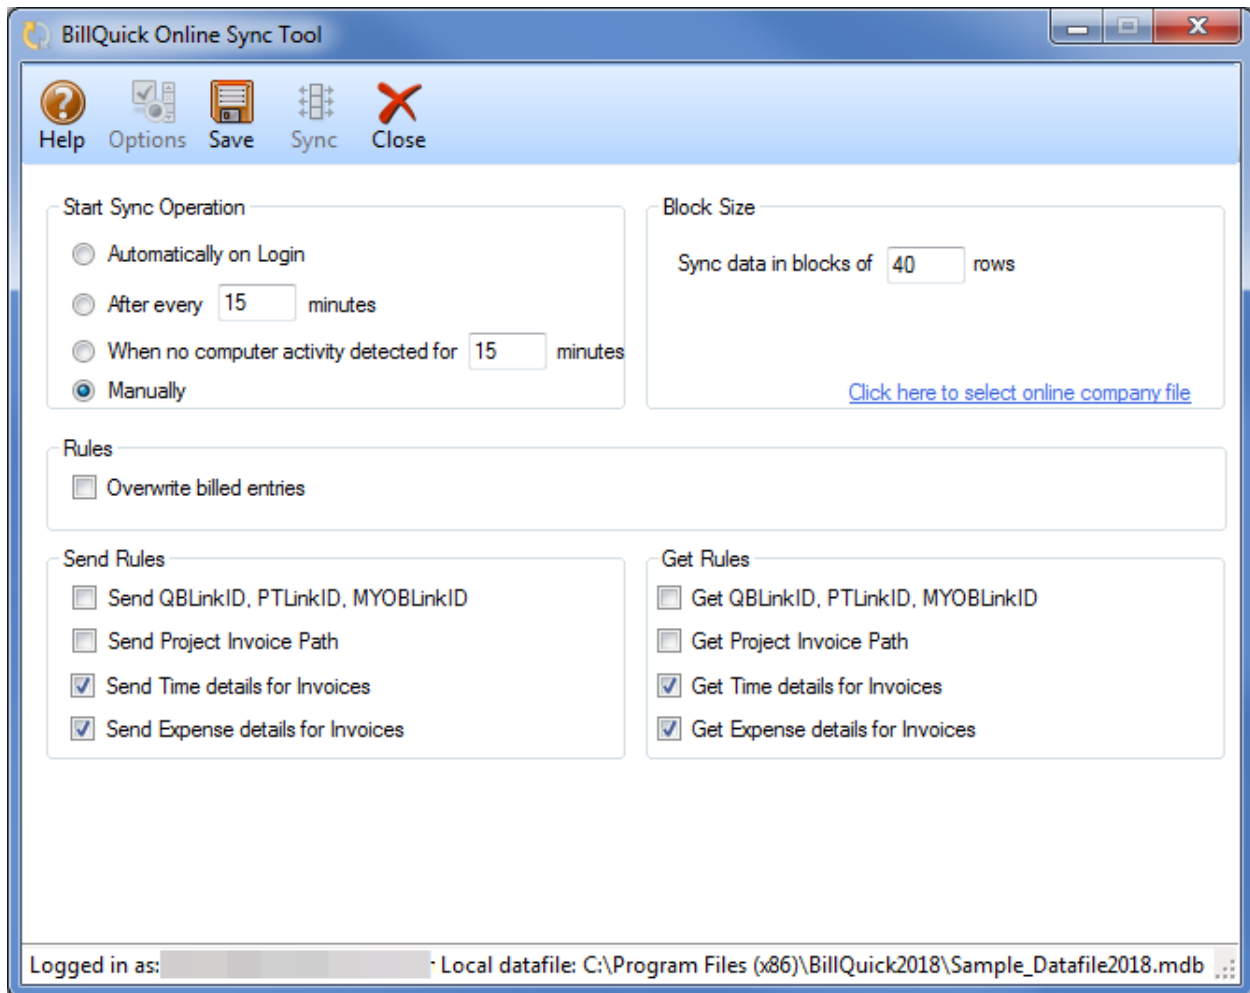 BillQuick Online Sync Tool
Help Options Save Sync Close
Start Sync Operation
Automatically on Login
After every 15 minutes
When no computer activity detected for 15 minutes
Manually
Block Size
Sync data in blocks of 40 rows
Click here to select online company file
Rules
Overwrite billed entries
Send Rules
Send QBLinkID, PTLinkID, MYOBLinkID
Send Project Invoice Path
Send Time details for Invoices
Send Expense details for Invoices
Get Rules
Get QBLinkID, PTLinkID, MYOBLinkID
Get Project Invoice Path
Get Time details for Invoices
Get Expense details for Invoices
Logged in as: Local datafile: C:\Program Files (x86)\BillQuick2018\Sample_Datafile2018.mdb